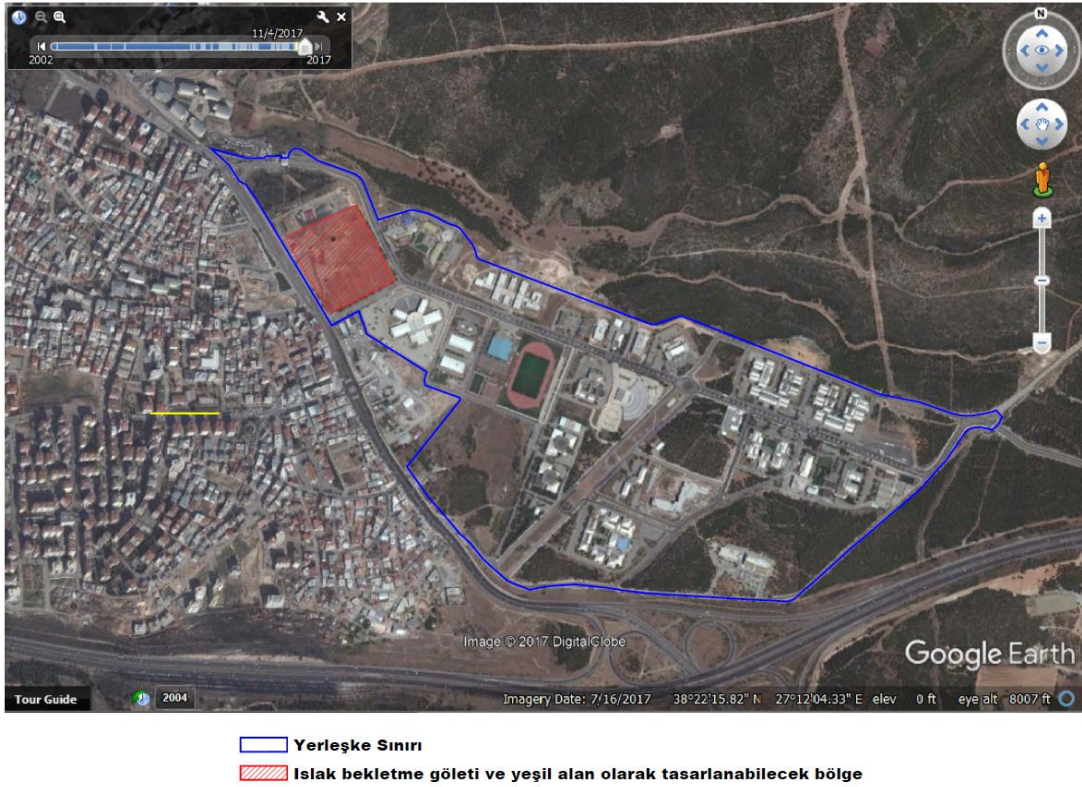 11/4/2017
2002
2017
N
Image © 2017 DigitalGlobe
Google Earth
Tour Guide
2004
Imagery Date: 7/16/2017 38°22'15.82" N 27°12'04.33" E elev 0 ft eye alt 8007 ft
Yerleşke Sınırı
Islak bekletme göleti ve yeşil alan olarak tasarlanabilecek bölge